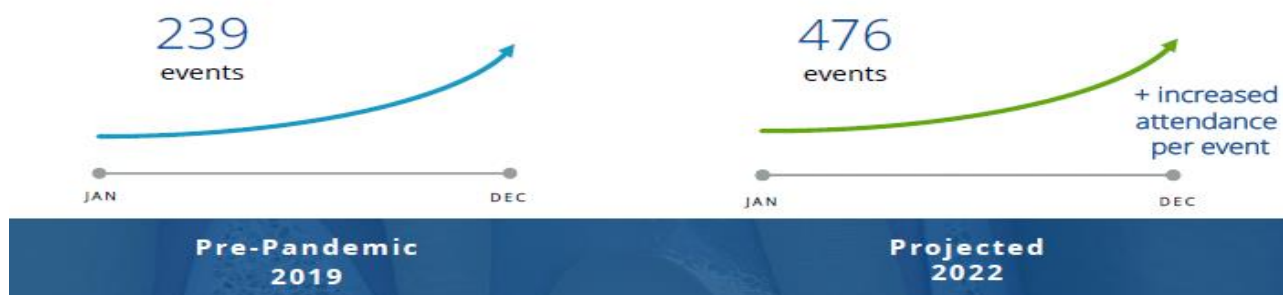 239
events
JAN
DEC
Pre-Pandemic
2019
476
events
+ increased
attendance
per event
JAN
DEC
Projected
2022